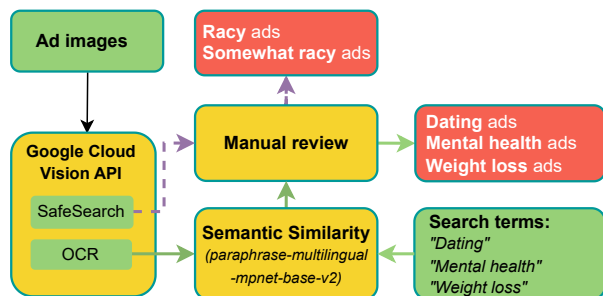 Ad images
Racy ads
Somewhat racy ads
Google Cloud
Vision API
SafeSearch
OCR
Manual review
Dating ads
Mental health ads
Weight loss ads
Semantic Similarity
(paraphrase-multilingual
-mpnet-base-v2)
Search terms:
"Dating"
"Mental health"
"Weight loss"